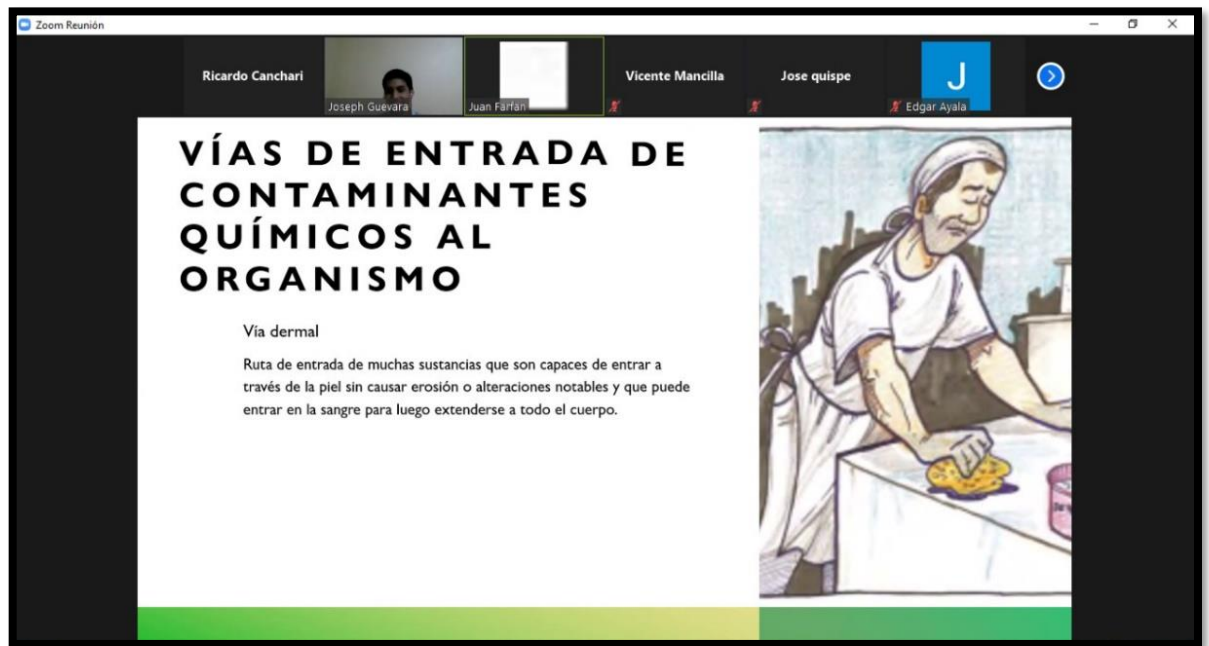 Zoom Reunión
Ricardo Canchari
Joseph Guevara
Juan Farfan
Vicente Mancilla
Jose quispe
J
Edgar Ayala
VÍAS DE ENTRADA DE
CONTAMINANTES
QUÍMICOS AL
ORGANISMO
Vía dermal
Ruta de entrada de muchas sustancias que son capaces de entrar a
través de la piel sin causar erosión o alteraciones notables y que puede
entrar en la sangre para luego extenderse a todo el cuerpo.